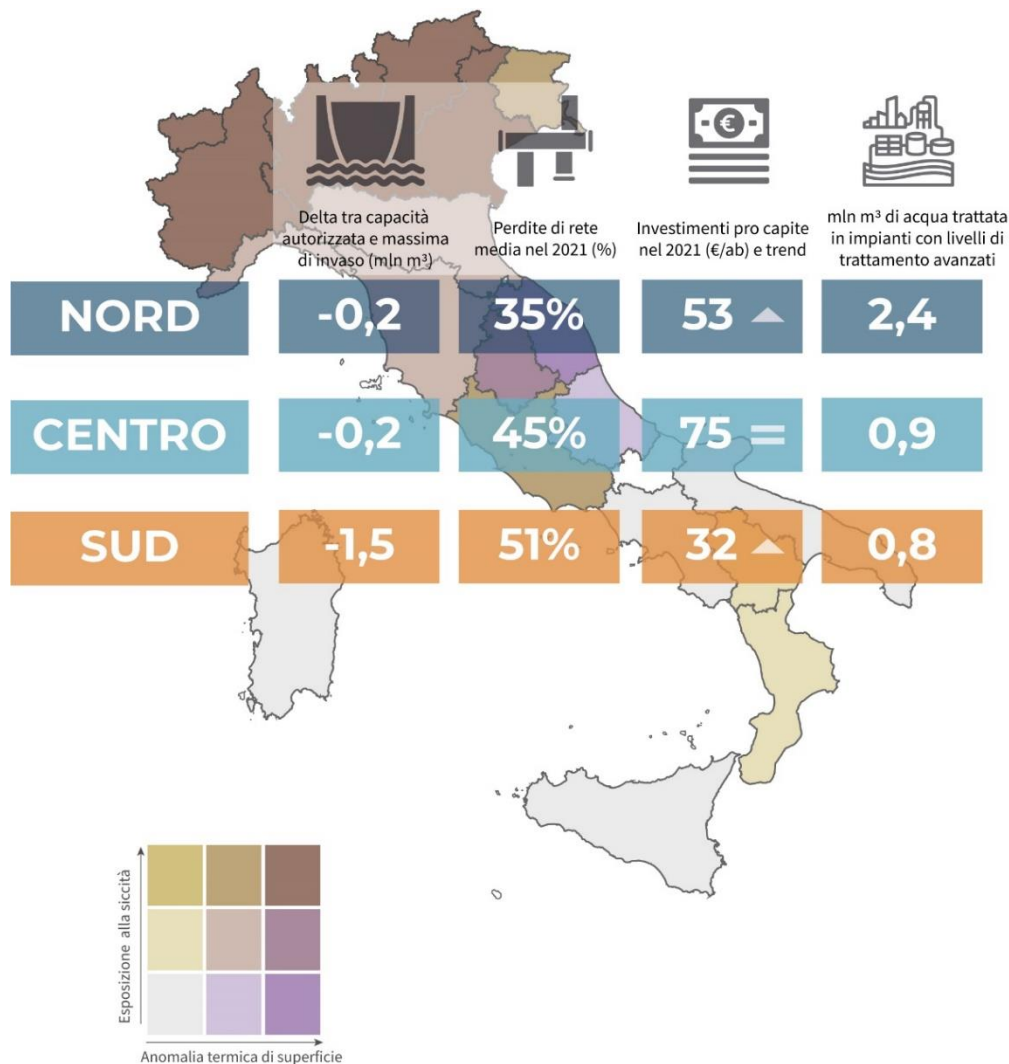 Delta tra capacità
autorizzata e massima
di invaso (mln m³)
Perdite di rete
media nel 2021 (%)
Investimenti pro capite
nel 2021 (€/ab) e trend
mln m³ di acqua trattata
in impianti con livelli di
trattamento avanzati
NORD
-0,2
35%
53
2,4
CENTRO
-0,2
45%
75 =
0,9
SUD
-1,5
51%
32
0,8
Esposizione alla siccità
Anomalia termica di superficie